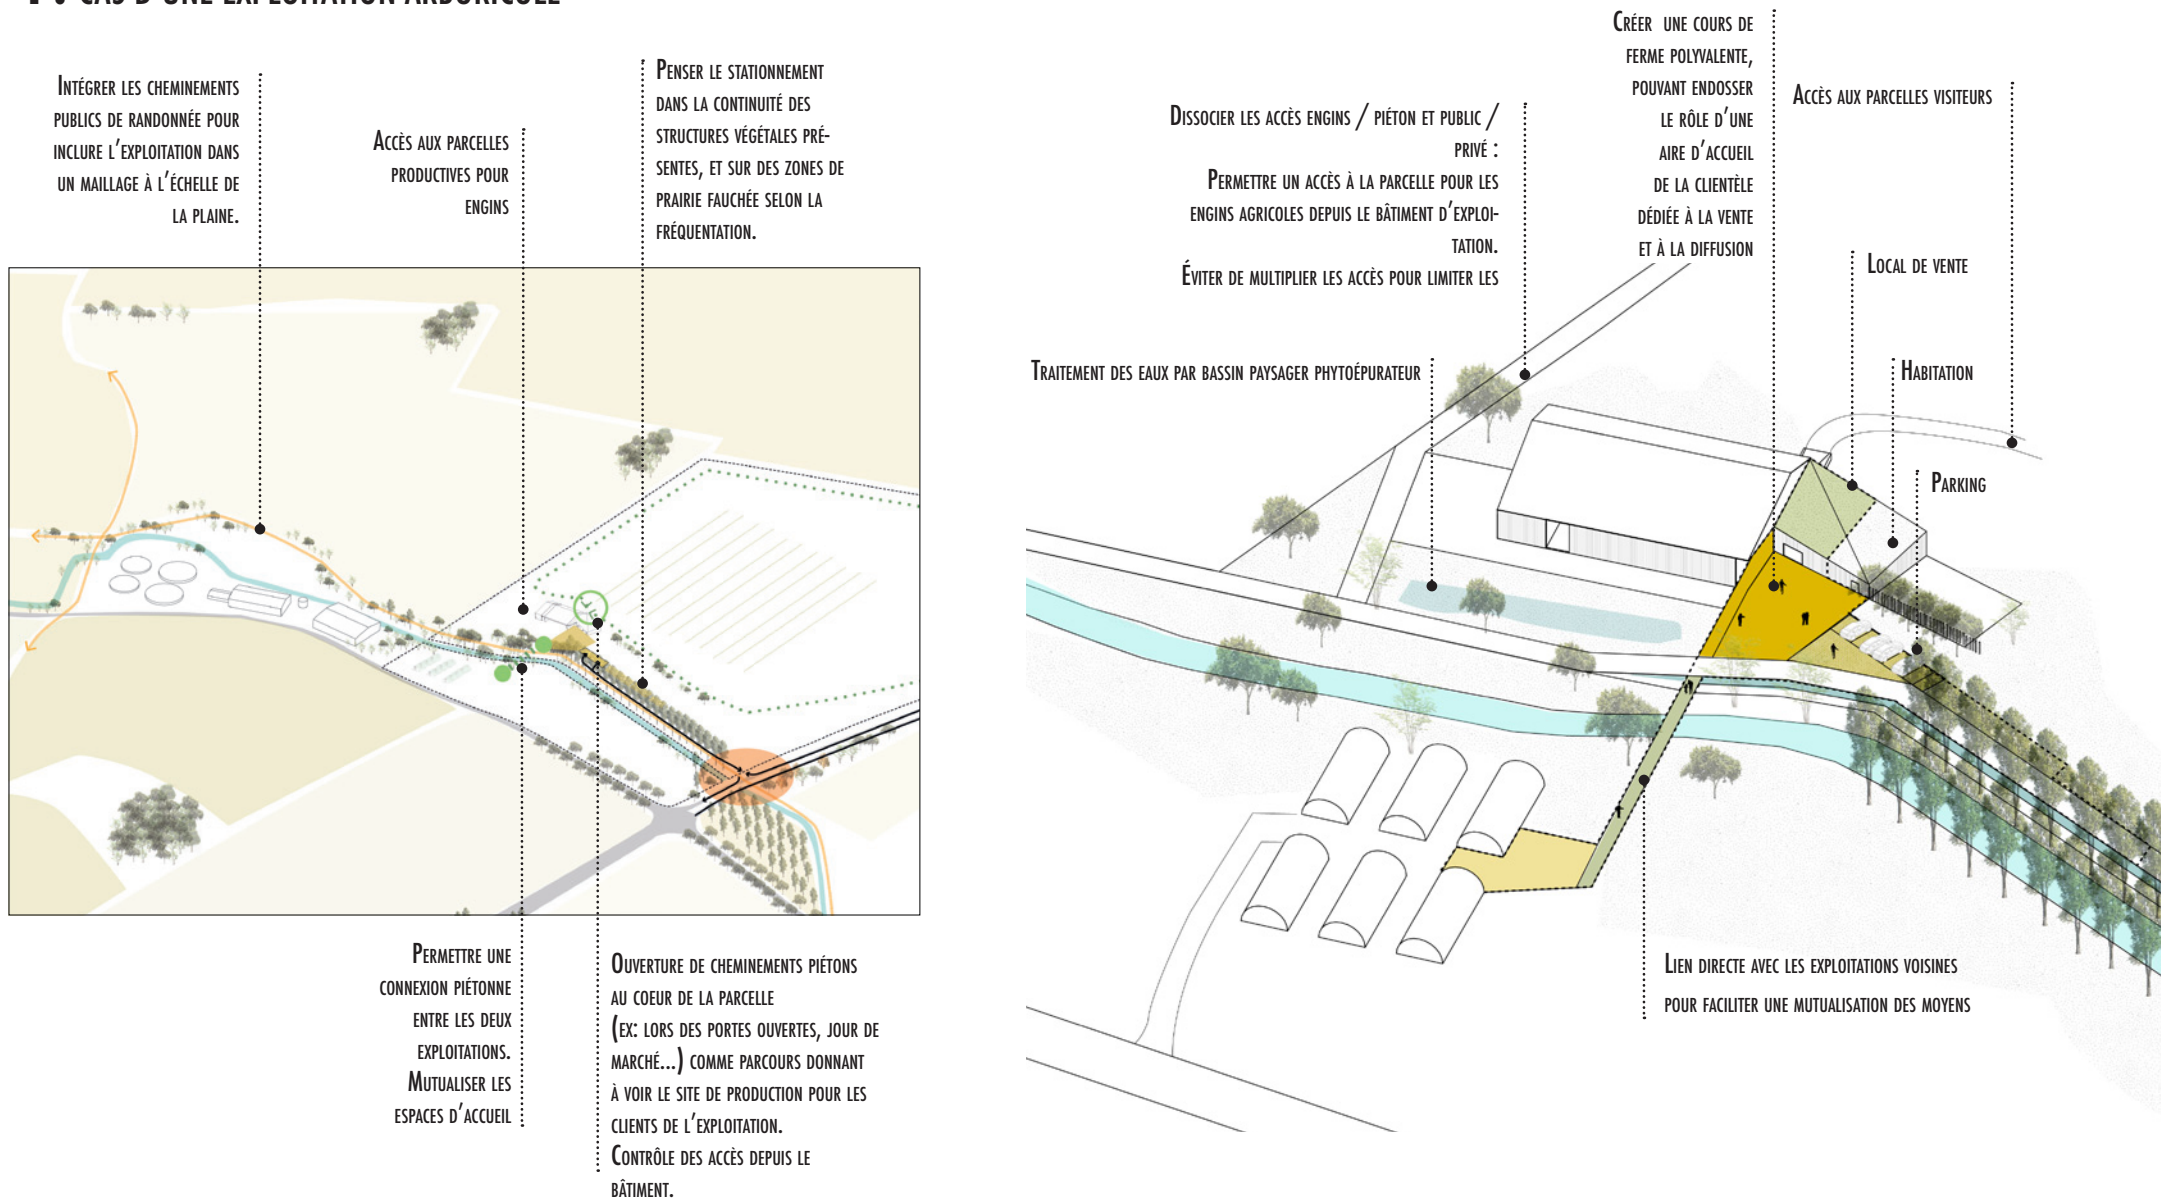 Intégrer les cheminements
publics de randonnée pour
inclure l'exploitation dans
un maillage à l'échelle de
la plaine.
Accès aux parcelles
productives pour
engins
Penser le stationnement
dans la continuité des
structures végétales pré-
sentes, et sur des zones de
prairie fauchée selon la
fréquentation.
Permettre une
connexion piétonne
entre les deux
exploitations.
Mutualiser les
espaces d'accueil
Ouverture de cheminements piétons
au coeur de la parcelle
(ex: lors des portes ouvertes, jour de
marché...) comme parcours donnant
à voir le site de production pour les
clients de l'exploitation.
Contrôle des accès depuis le
bâtiment.
Dissocier les accès engins / piéton et public /
privé :
Permettre un accès à la parcelle pour les
engins agricoles depuis le bâtiment d'exploi-
tation.
Éviter de multiplier les accès pour limiter les
Créer une cours de
ferme polyvalente,
pouvant endosser
le rôle d'une
aire d'accueil
de la clientèle
dédiée à la vente
et à la diffusion
Accès aux parcelles visiteurs
Local de vente
Habitation
Parking
Traitement des eaux par bassin paysager phytoépurateur
Lien directe avec les exploitations voisines
pour faciliter une mutualisation des moyens